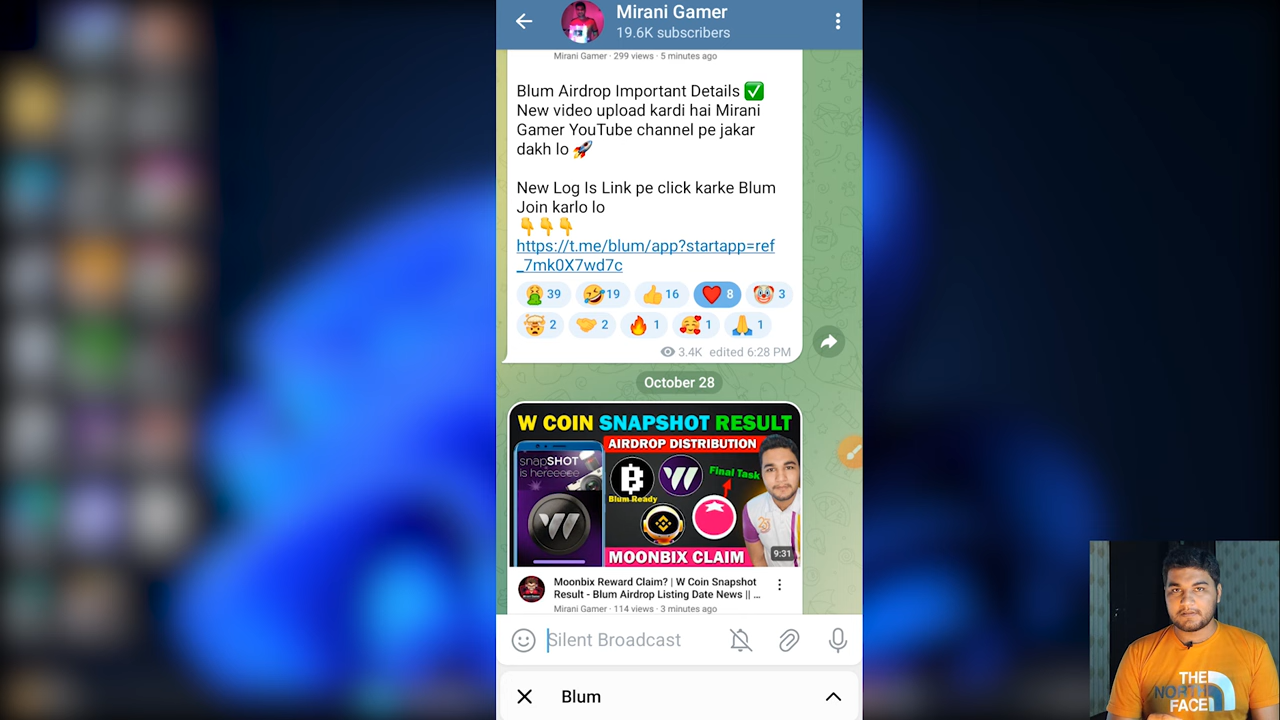 Mirani Gamer
19.6K subscribers
Mirani Gamer · 299 views · 5 minutes ago
Blum Airdrop Important Details ✅
New video upload kardi hai Mirani
Gamer YouTube channel pe jakar
dakh lo 🚀
New Log Is Link pe click karke Blum
Join karlo lo
👇👇👇
https://t.me/blum/app?startapp=ref
_7mk0X7wd7c
🤮 39 🤣 19 👍 16 ❤️ 8 🤡 3
🤯 2 🤝 2 🔥 1 🥰 1 🙏 1
3.4K edited 6:28 PM
October 28
W COIN SNAPSHOT RESULT
AIRDROP DISTRIBUTION
snapSHOT
is hereeeee
Final Task
Blum Ready
MOONBIX CLAIM
9:31
Moonbix Reward Claim? | W Coin Snapshot
Result - Blum Airdrop Listing Date News || ...
Mirani Gamer · 114 views · 3 minutes ago
Silent Broadcast
Blum
THE
NORTH
FACE